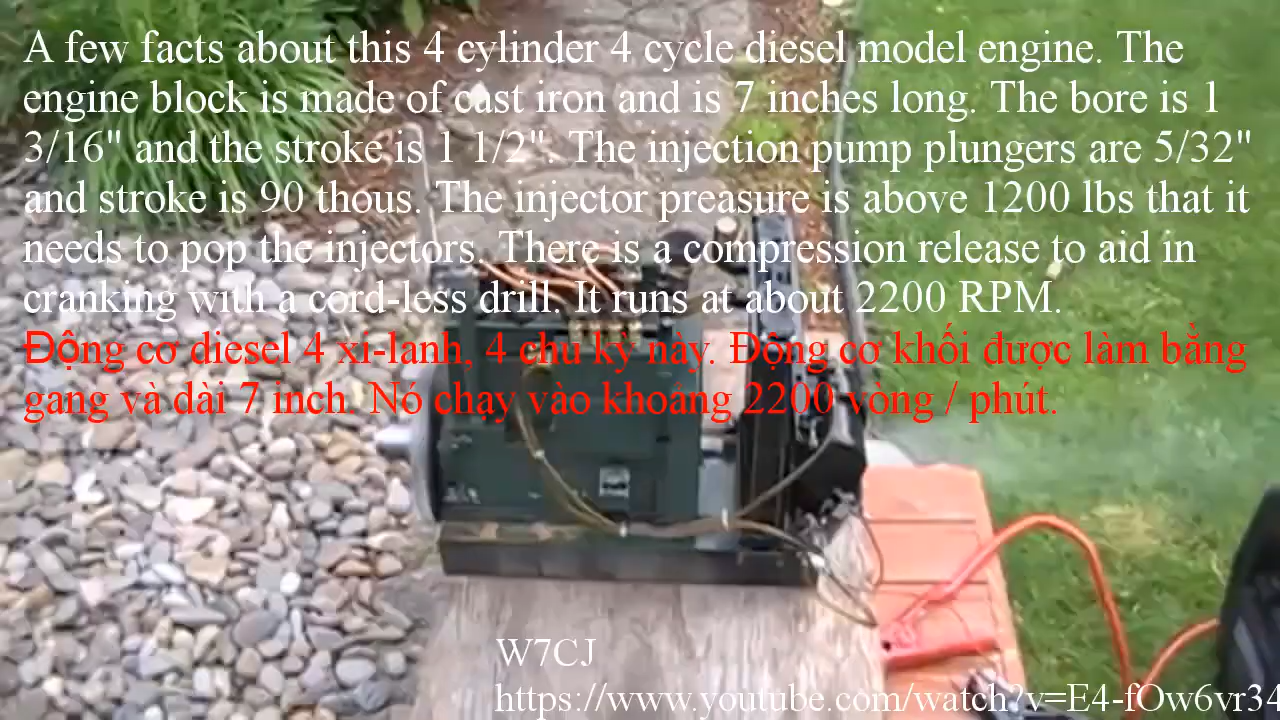 A few facts about this 4 cylinder 4 cycle diesel model engine. The
engine block is made of cast iron and is 7 inches long. The bore is 1
3/16" and the stroke is 1 1/2". The injection pump plungers are 5/32"
and stroke is 90 thous. The injector preasure is above 1200 lbs that it
needs to pop the injectors. There is a compression release to aid in
cranking with a cord-less drill. It runs at about 2200 RPM.
Động cơ diesel 4 xi-lanh, 4 chu kỳ này. Động cơ khối được làm bằng
gang và dài 7 inch. Nó chạy vào khoảng 2200 vòng / phút.
W7CJ
https://www.youtube.com/watch?v=E4-fOw6vr34